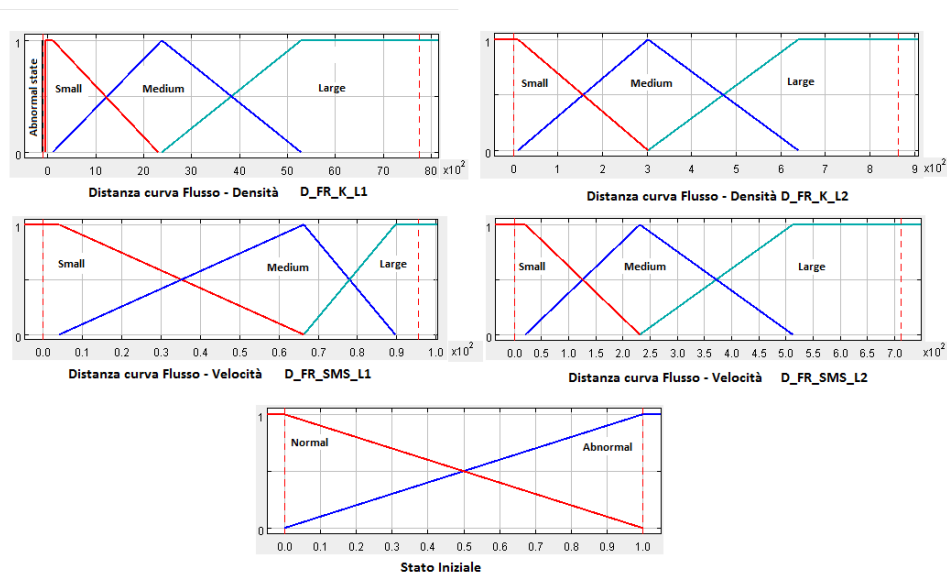 1
Abnormal state
Small
Medium
Large
0
0 10 20 30 40 50 60 70 80 x10²
Distanza curva Flusso - Densità D_FR_K_L1
1
Small
Medium
Large
0
0 1 2 3 4 5 6 7 8 9 x10²
Distanza curva Flusso - Densità D_FR_K_L2
1
Small
Medium
Large
0
0.0 0.1 0.2 0.3 0.4 0.5 0.6 0.7 0.8 0.9 1.0 x10²
Distanza curva Flusso - Velocità D_FR_SMS_L1
1
Small
Medium
Large
0
0.0 0.5 1.0 1.5 2.0 2.5 3.0 3.5 4.0 4.5 5.0 5.5 6.0 6.5 7.0 x10²
Distanza curva Flusso - Velocità D_FR_SMS_L2
1
Normal
Abnormal
0
0.0 0.1 0.2 0.3 0.4 0.5 0.6 0.7 0.8 0.9 1.0
Stato Iniziale